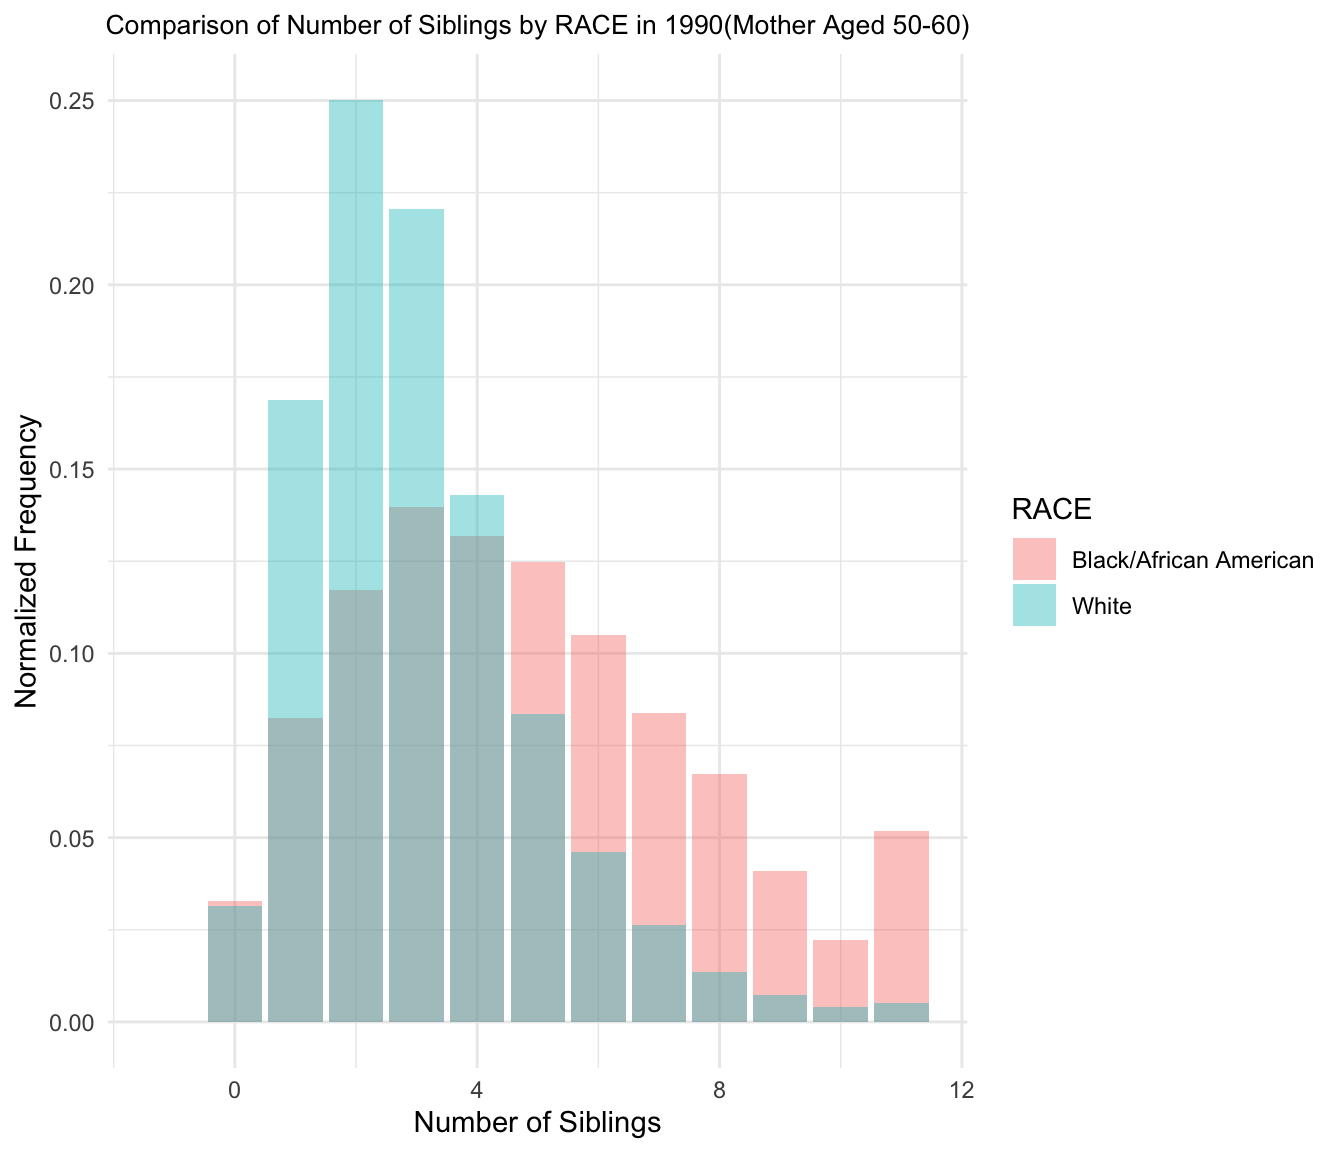 Comparison of Number of Siblings by RACE in 1990(Mother Aged 50-60)
0.25
0.20
0.15
0.10
0.05
0.00
Normalized Frequency
0 4 8 12
Number of Siblings
RACE
Black/African American
White